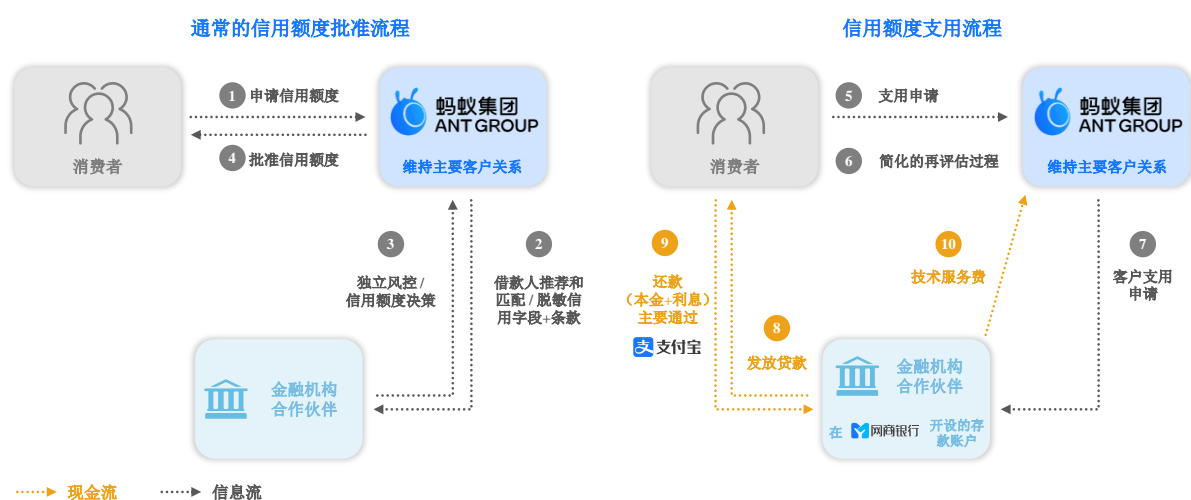 通常的信用额度批准流程
消费者
1
申请信用额度
4
批准信用额度
蚂蚁集团
ANT GROUP
维持主要客户关系
3
独立风控 /
信用额度决策
2
借款人推荐和
匹配 / 脱敏信
用字段+条款
金融机构
合作伙伴
信用额度支用流程
消费者
5
支用申请
6
简化的再评估过程
蚂蚁集团
ANT GROUP
维持主要客户关系
9
还款
（本金+利息）
主要通过
支付宝
8
发放贷款
10
技术服务费
7
客户支用
申请
金融机构
合作伙伴
在 网商银行 开设的存
款账户
现金流
信息流